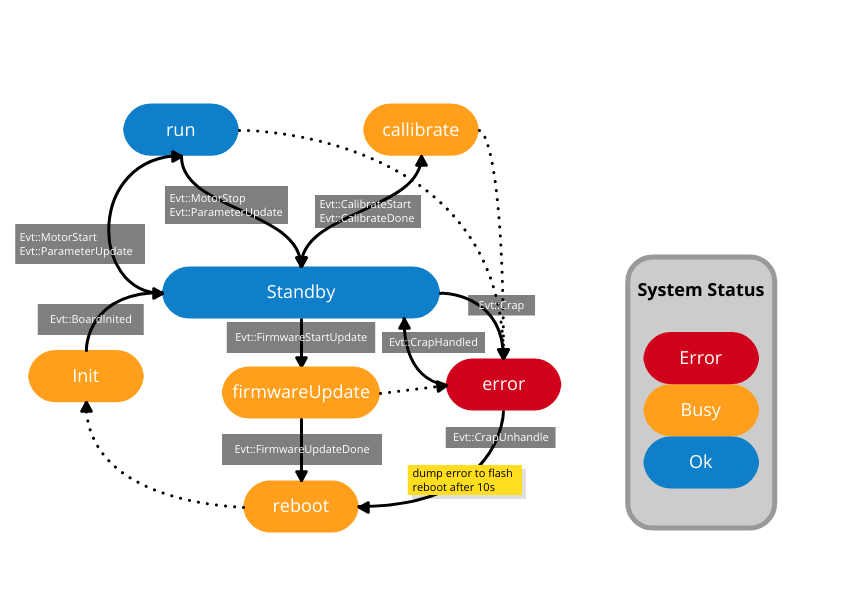 run
callibrate
Evt::MotorStop
Evt::ParameterUpdate
Evt::CalibrateStart
Evt::CalibrateDone
Evt::MotorStart
Evt::ParameterUpdate
Standby
Evt::Crap
Evt::BoardInited
Evt::FirmwareStartUpdate
Evt::CrapHandled
Init
firmwareUpdate
error
Evt::FirmwareUpdateDone
Evt::CrapUnhandle
dump error to flash
reboot after 10s
reboot
System Status
Error
Busy
Ok